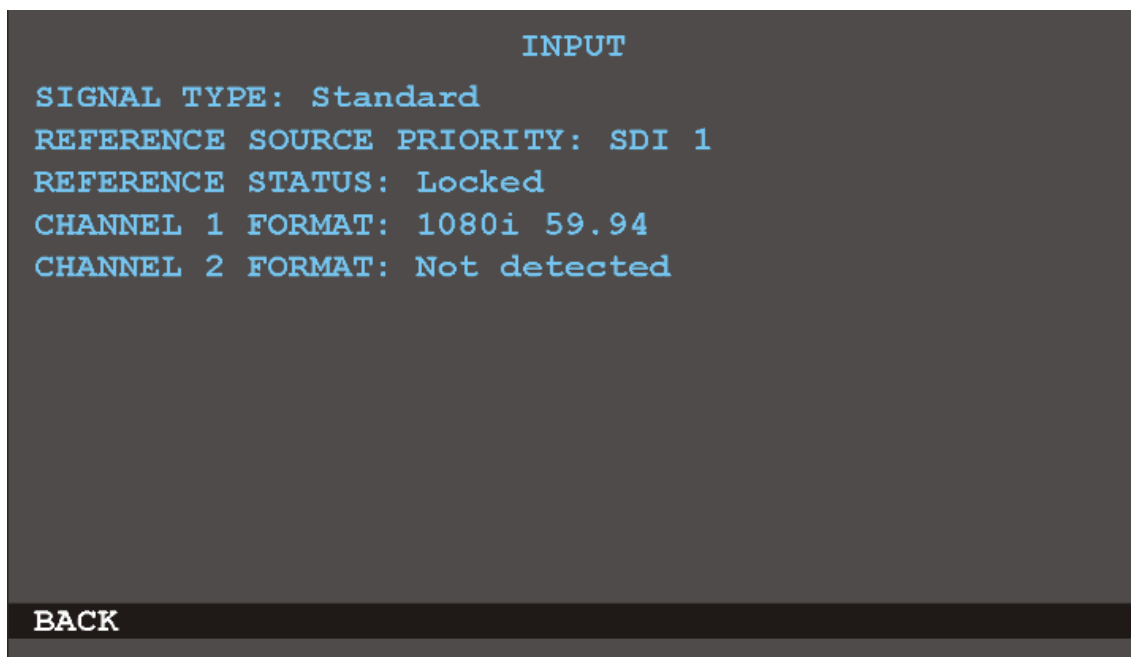 INPUT
SIGNAL TYPE: Standard
REFERENCE SOURCE PRIORITY: SDI 1
REFERENCE STATUS: Locked
CHANNEL 1 FORMAT: 1080i 59.94
CHANNEL 2 FORMAT: Not detected
BACK